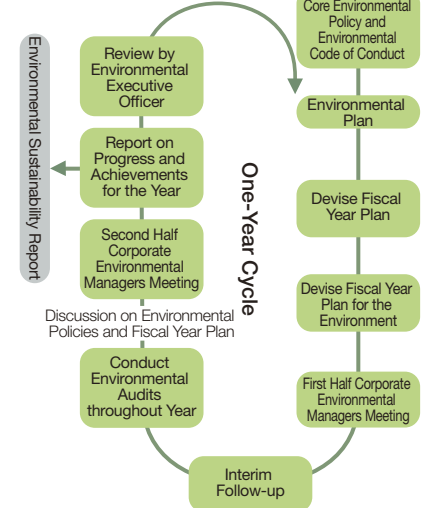 Core Environmental
Policy and
Environmental
Code of Conduct
Environmental
Plan
Devise Fiscal
Year Plan
Devise Fiscal Year
Plan for the
Environment
First Half Corporate
Environmental
Managers Meeting
Interim
Follow-up
Conduct
Environmental
Audits
throughout Year
Discussion on Environmental
Policies and Fiscal Year Plan
Second Half
Corporate
Environmental
Managers Meeting
Report on
Progress and
Achievements
for the Year
Review by
Environmental
Executive
Officer
Environmental Sustainability Report
One-Year Cycle